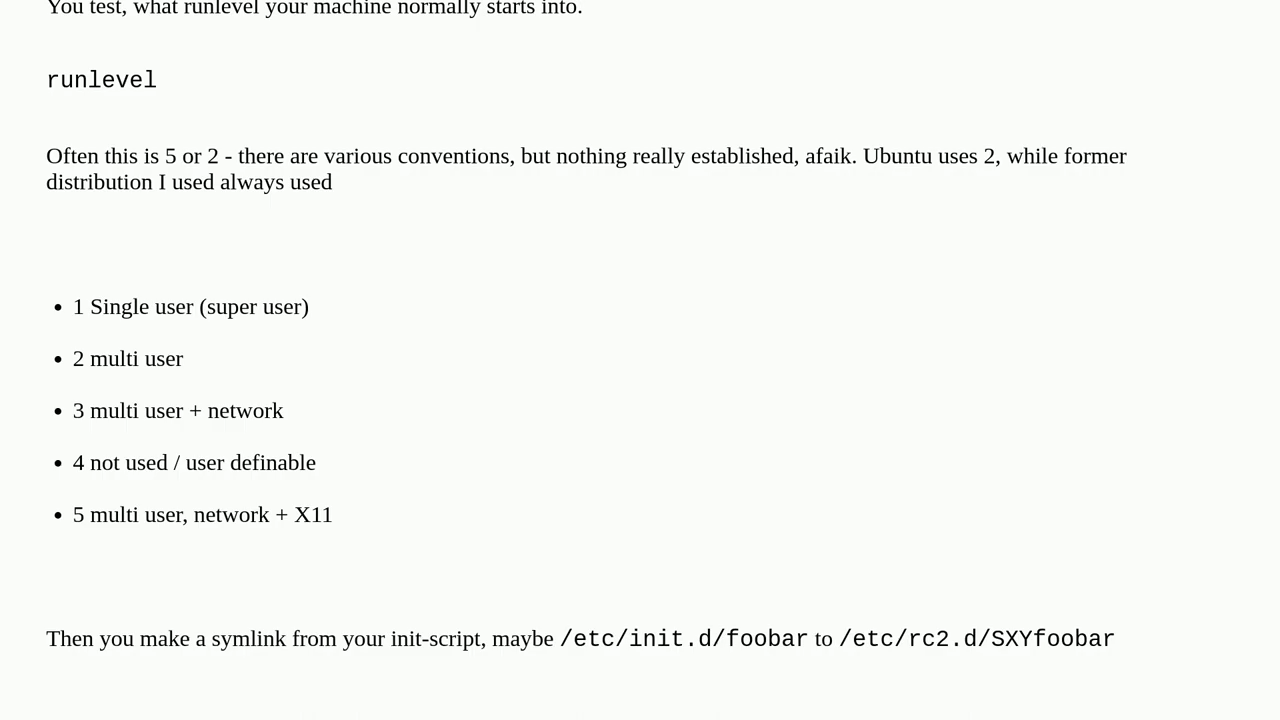 You test, what runlevel your machine normally starts into.
runlevel
Often this is 5 or 2 - there are various conventions, but nothing really established, afaik. Ubuntu uses 2, while former
distribution I used always used
• 1 Single user (super user)
• 2 multi user
• 3 multi user + network
• 4 not used / user definable
• 5 multi user, network + X11
Then you make a symlink from your init-script, maybe /etc/init.d/foobar to /etc/rc2.d/SXYfoobar